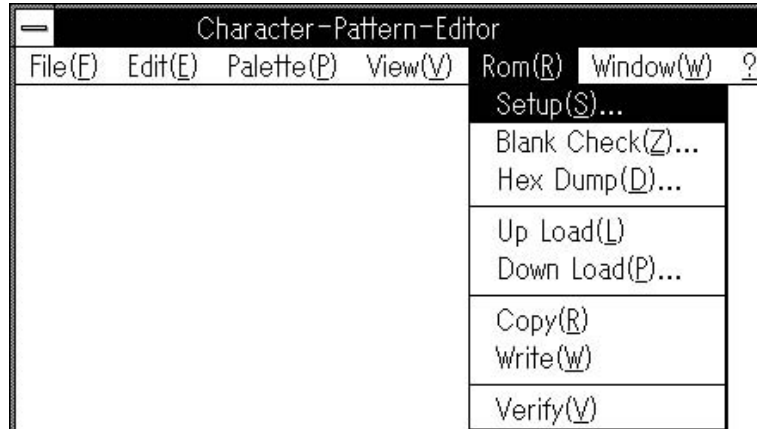 Character-Pattern-Editor
File(F) Edit(E) Palette(P) View(V) Rom(R) Window(W) ?
Setup(S)...
Blank Check(Z)...
Hex Dump(D)...
Up Load(L)
Down Load(P)...
Copy(R)
Write(W)
Verify(V)